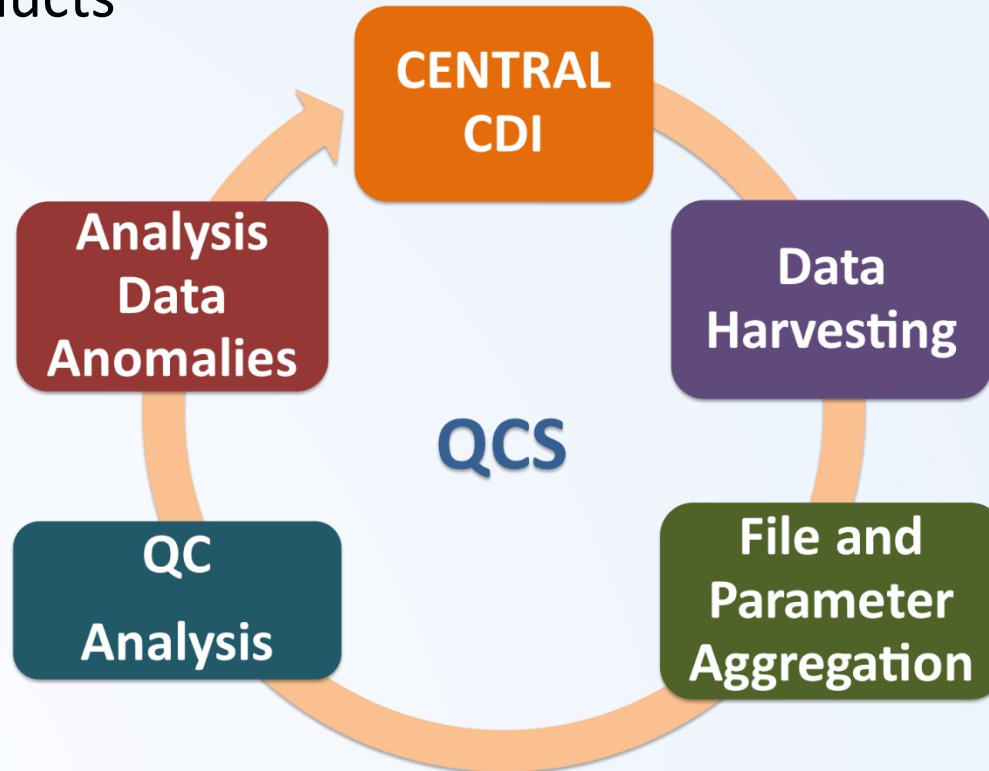 CENTRAL
CDI
Data
Harvesting
File and
Parameter
Aggregation
QC
Analysis
Analysis
Data
Anomalies
QCS